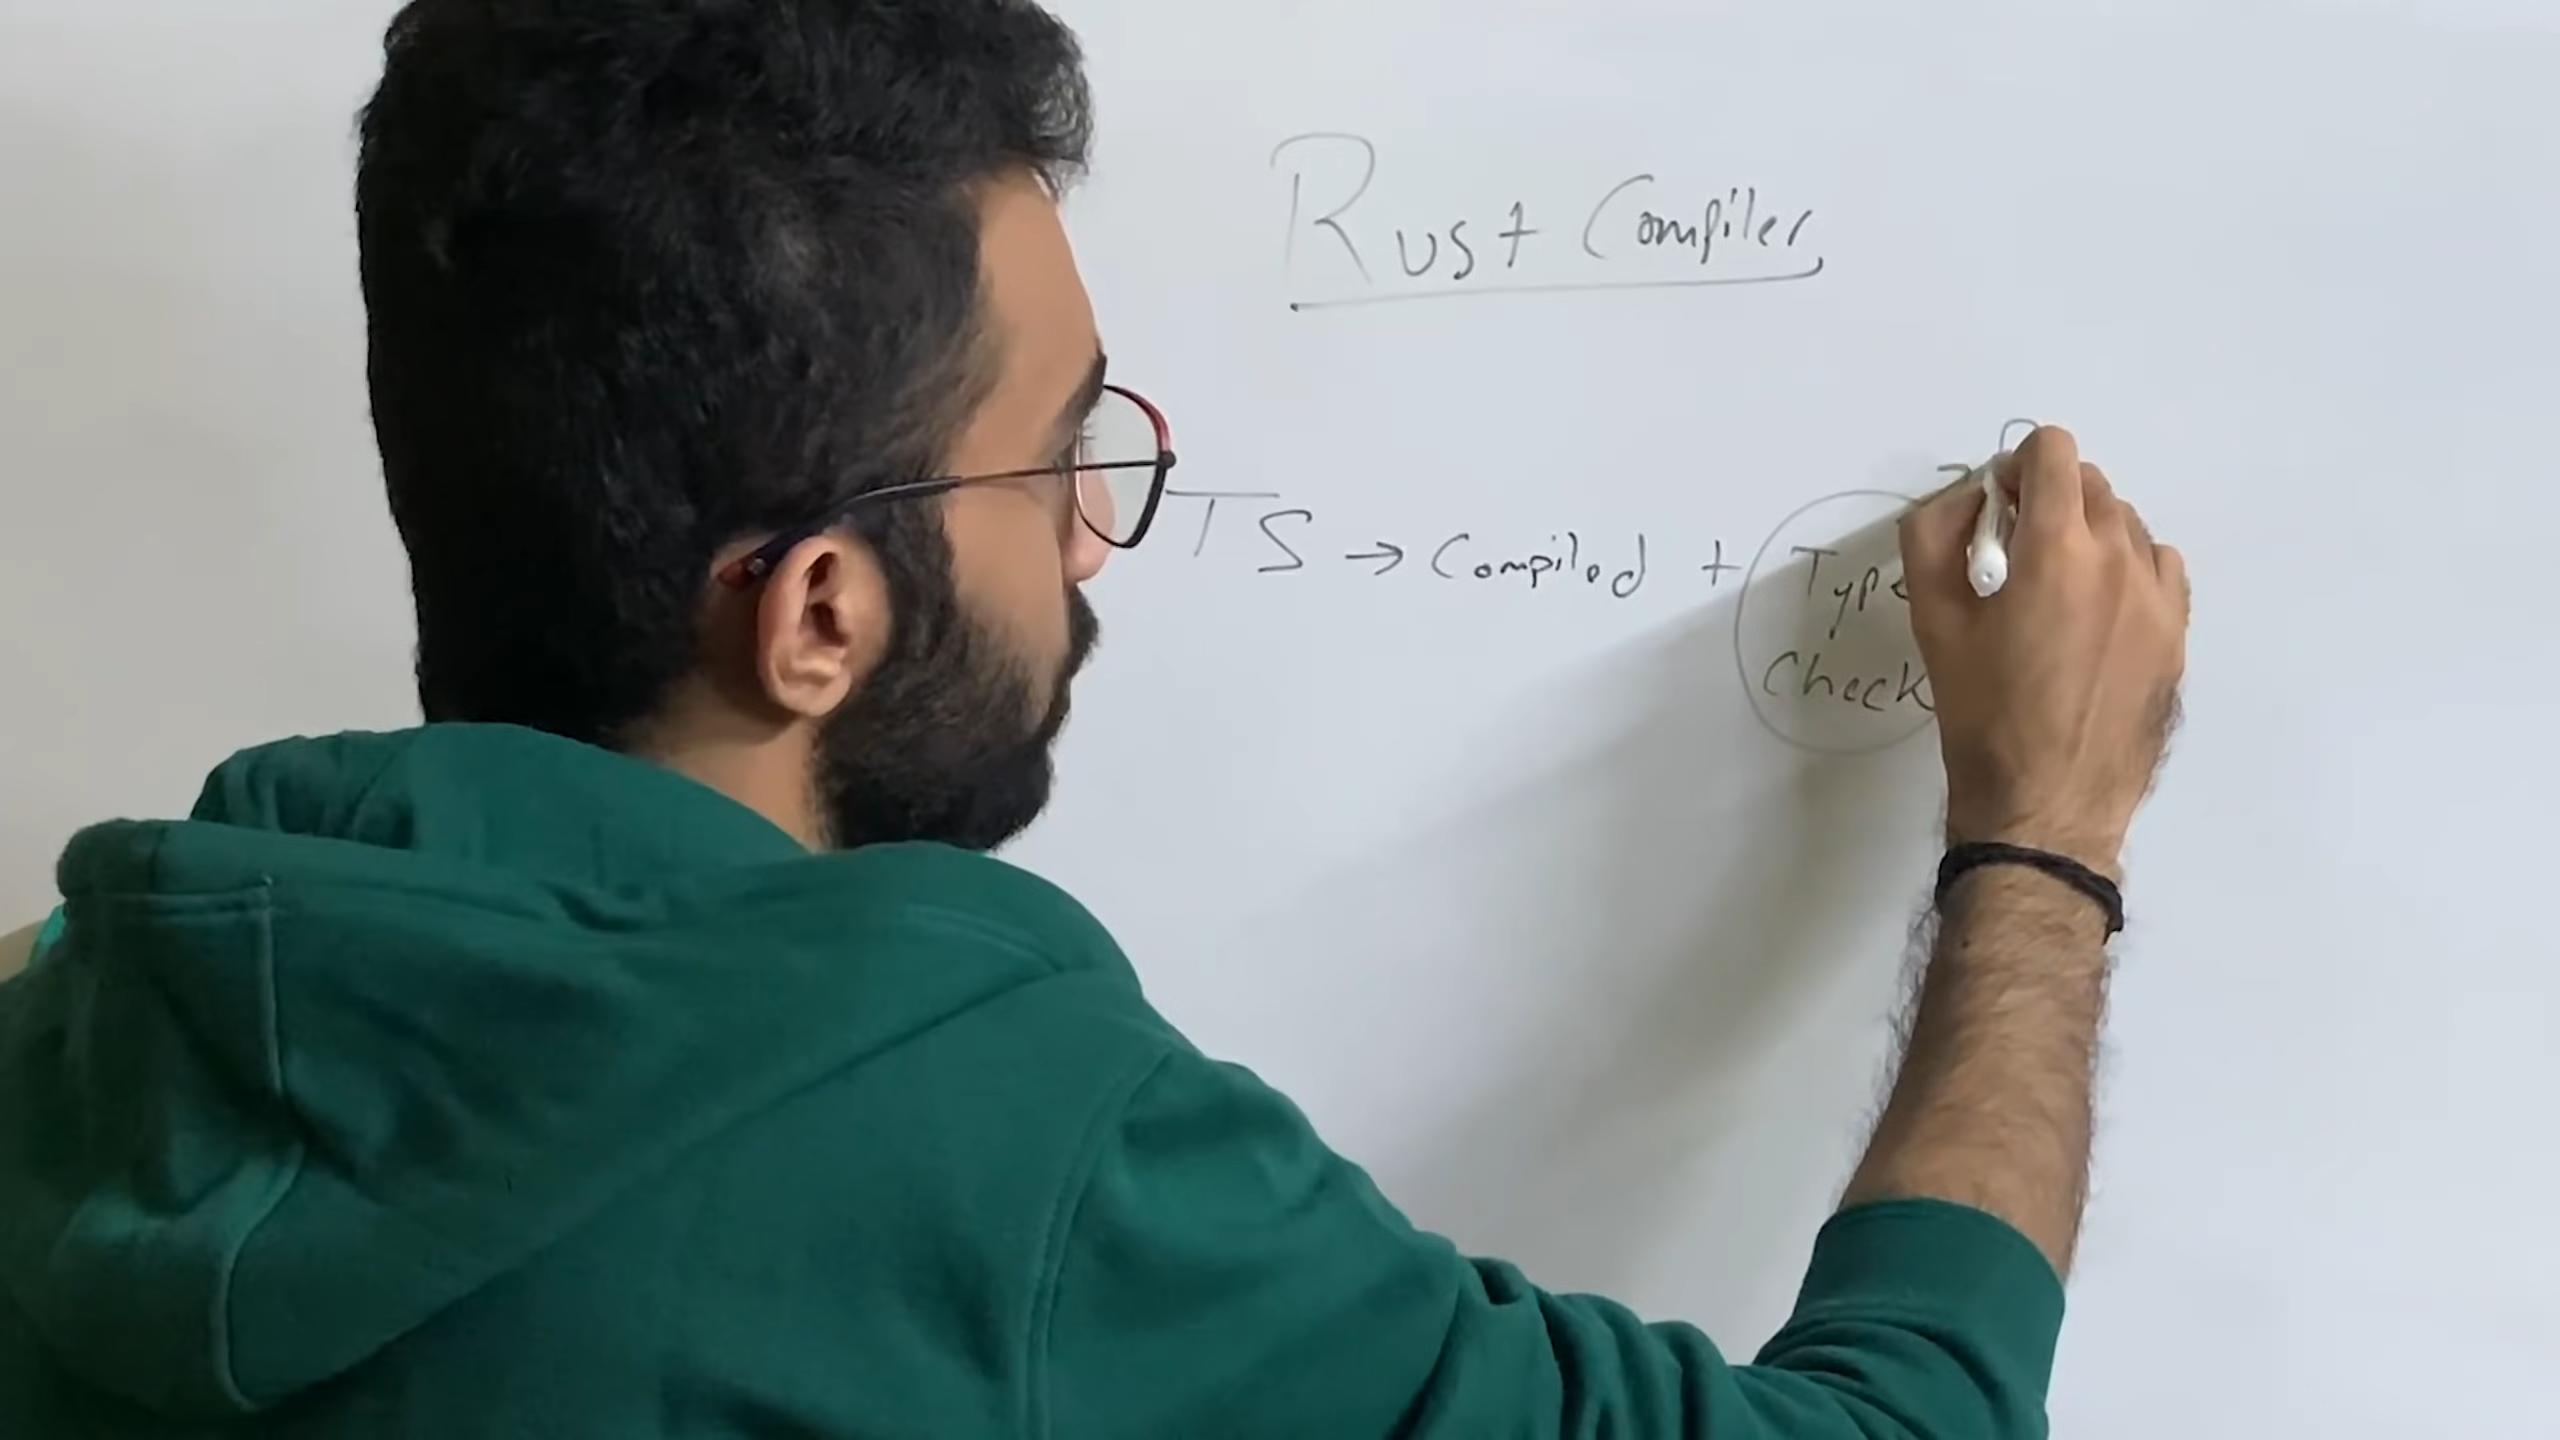 Rust Compiler
TS → Compiled + Type
Check